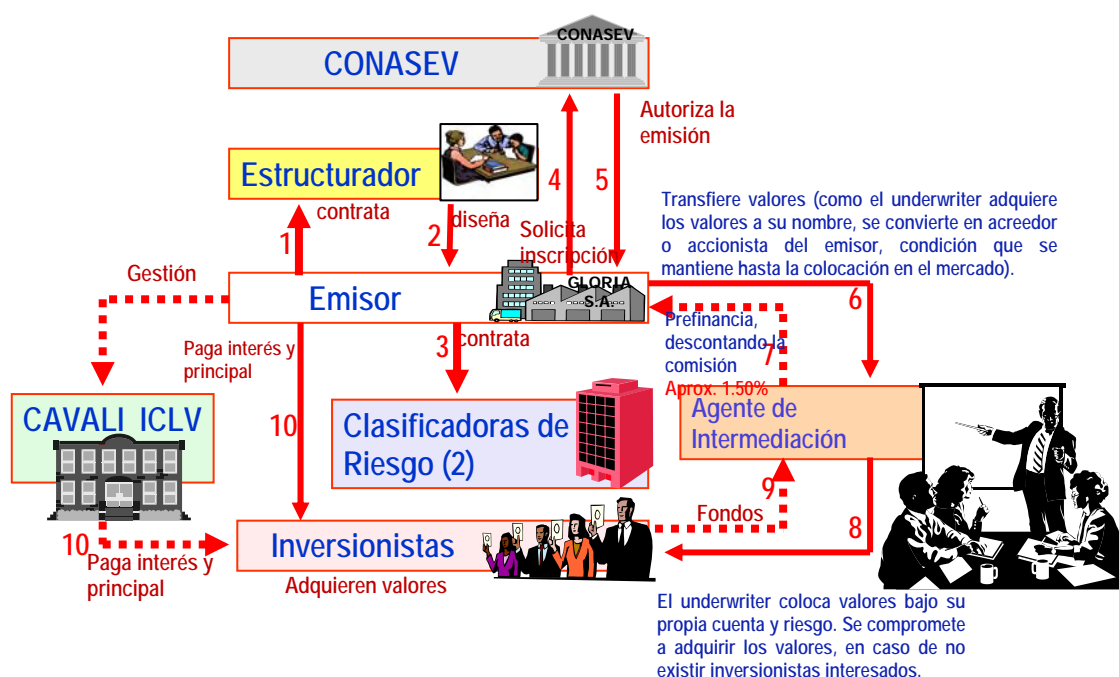 CONASEV
CONASEV
Autoriza la
emisión
4
5
Estructurador
contrata
diseña
1
2
Solicita
inscripción
Transfiere valores (como el underwriter adquiere
los valores a su nombre, se convierte en acreedor
o accionista del emisor, condición que se
mantiene hasta la colocación en el mercado).
Gestión
Emisor
GLORIA
S.A.
6
Prefinancia,
descontando la
comisión
Aprox. 1.50%
7
3
contrata
Paga interés y
principal
10
CAVALI ICLV
Clasificadoras de
Riesgo (2)
Agente de
Intermediación
9
Fondos
8
10
Paga interés y
principal
Inversionistas
Adquieren valores
El underwriter coloca valores bajo su
propia cuenta y riesgo. Se compromete
a adquirir los valores, en caso de no
existir inversionistas interesados.